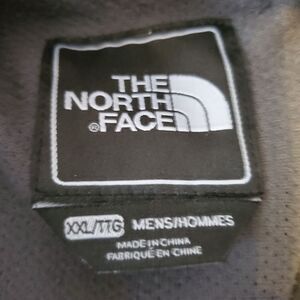 THE
NORTH
®FACE
XXL/TTG MENS/HOMMES
MADE IN CHINA
FABRIQUÉ EN CHINE